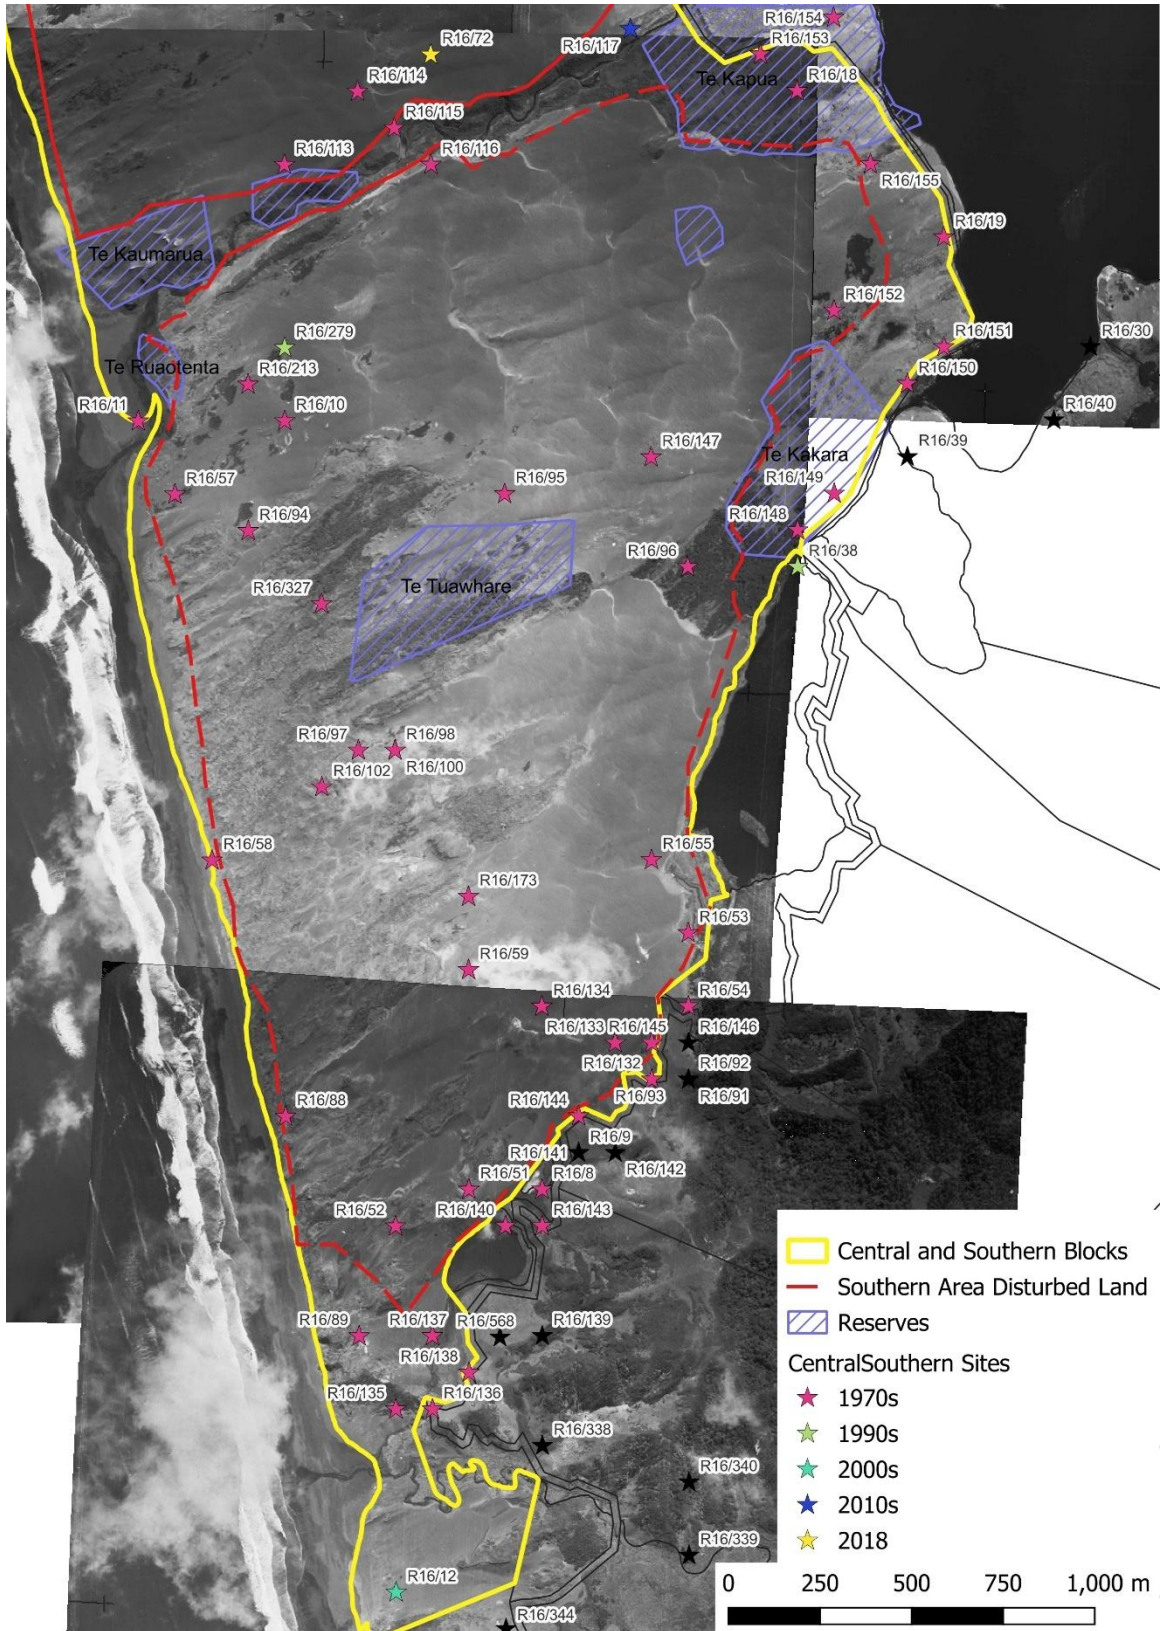 R16/154
R16/72
R16/117
R16/153
Te Kapua
R16/18
R16/114
R16/115
R16/113
R16/116
R16/155
R16/19
Te Kaumarua
R16/152
R16/279
R16/151
R16/30
Te Ruaotenta
R16/213
R16/150
R16/11
R16/10
R16/40
R16/39
R16/147
Te Kakara
R16/57
R16/95
R16/149
R16/94
R16/148
R16/96
R16/38
R16/327
Te Tuawhare
R16/97
R16/98
R16/102
R16/100
R16/58
R16/55
R16/173
R16/53
R16/59
R16/134
R16/54
R16/133
R16/145
R16/146
R16/132
R16/92
R16/93
R16/91
R16/88
R16/144
R16/9
R16/141
R16/142
R16/51
R16/8
R16/52
R16/140
R16/143
R16/89
R16/137
R16/568
R16/139
R16/138
R16/135
R16/136
R16/338
R16/340
R16/339
R16/12
R16/344
Central and Southern Blocks
Southern Area Disturbed Land
Reserves
CentralSouthern Sites
1970s
1990s
2000s
2010s
2018
0 250 500 750 1,000 m